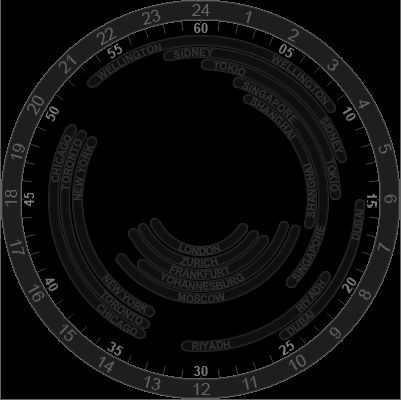 24
1
2
3
4
5
6
7
8
9
10
11
12
13
14
15
16
17
18
19
20
21
22
23
60
05
10
15
20
25
30
35
40
45
50
55
WELLINGTON
WELLINGTON
SIDNEY
SIDNEY
TOKIO
TOKIO
SINGAPORE
SINGAPORE
SHANGHAI
SHANGHAI
DUBAI
DUBAI
RIYADH
RIYADH
CHICAGO
TORONTO
NEW YORK
NEW YORK
TORONTO
CHICAGO
LONDON
ZURICH
FRANKFURT
YOHANNESBURG
MOSCOW